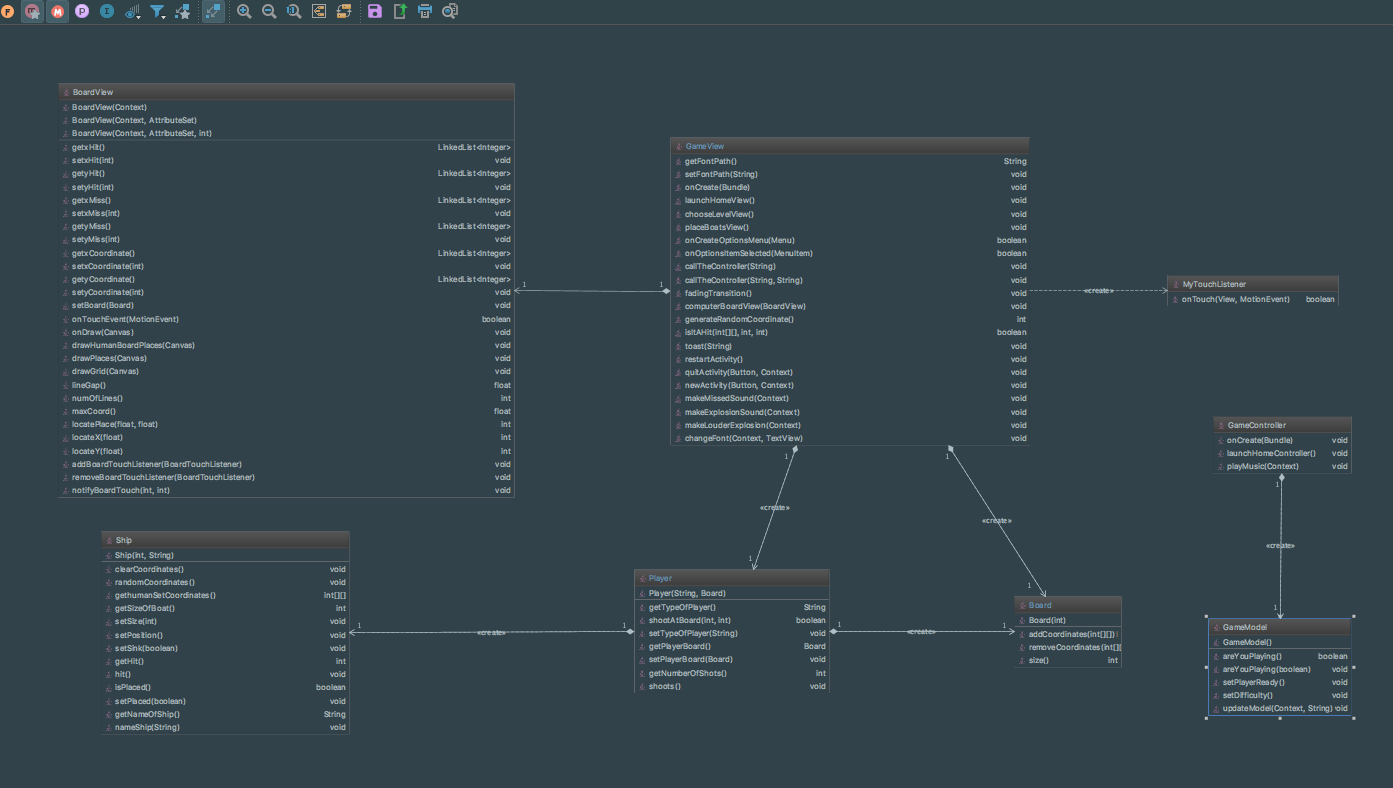 F
M
P
I
BoardView
BoardView(Context)
BoardView(Context, AttributeSet)
BoardView(Context, AttributeSet, int)
getxHit() LinkedList<Integer>
setxHit(int) void
getyHit() LinkedList<Integer>
setyHit(int) void
getxMiss() LinkedList<Integer>
setxMiss(int) void
getyMiss() LinkedList<Integer>
setyMiss(int) void
getxCoordinate() LinkedList<Integer>
setxCoordinate(int) void
getyCoordinate() LinkedList<Integer>
setyCoordinate(int) void
setBoard(Board) void
onTouchEvent(MotionEvent) boolean
onDraw(Canvas) void
drawHumanBoardPlaces(Canvas) void
drawPlaces(Canvas) void
drawGrid(Canvas) void
lineGap() float
numOfLines() int
maxCoord() float
locatePlace(float, float) int
locateX(float) int
locateY(float) int
addBoardTouchListener(BoardTouchListener) void
removeBoardTouchListener(BoardTouchListener) void
notifyBoardTouch(int, int) void
1
1
GameView
getFontPath() String
setFontPath(String) void
onCreate(Bundle) void
launchHomeView() void
chooseLevelView() void
placeBoatsView() void
onCreateOptionsMenu(Menu) boolean
onOptionsItemSelected(MenuItem) boolean
callTheController(String) void
callTheController(String, String) void
fadingTransition() void
computerBoardView(BoardView) void
generateRandomCoordinate() int
isItAHit(int[][], int, int) boolean
toast(String) void
restartActivity() void
quitActivity(Button, Context) void
newActivity(Button, Context) void
makeMissedSound(Context) void
makeExplosionSound(Context) void
makeLouderExplosion(Context) void
changeFont(Context, TextView) void
«create»
MyTouchListener
onTouch(View, MotionEvent) boolean
GameController
onCreate(Bundle) void
launchHomeController() void
playMusic(Context) void
1
«create»
1
1
«create»
1
1
«create»
1
Ship
Ship(int, String)
clearCoordinates() void
randomCoordinates() void
gethumanSetCoordinates() int[][]
getSizeOfBoat() int
setSize(int) void
setPosition() void
setSink(boolean) void
getHit() int
hit() void
isPlaced() boolean
setPlaced(boolean) void
getNameOfShip() String
nameShip(String) void
1
«create»
1
Player
Player(String, Board)
getTypeOfPlayer() String
shootAtBoard(int, int) boolean
setTypeOfPlayer(String) void
getPlayerBoard() Board
setPlayerBoard(Board) void
getNumberOfShots() int
shoots() void
1
«create»
1
Board
Board(int)
addCoordinates(int[][])
removeCoordinates(int[][
size() int
GameModel
GameModel()
areYouPlaying() boolean
areYouPlaying(boolean) void
setPlayerReady() void
setDifficulty() void
updateModel(Context, String) void